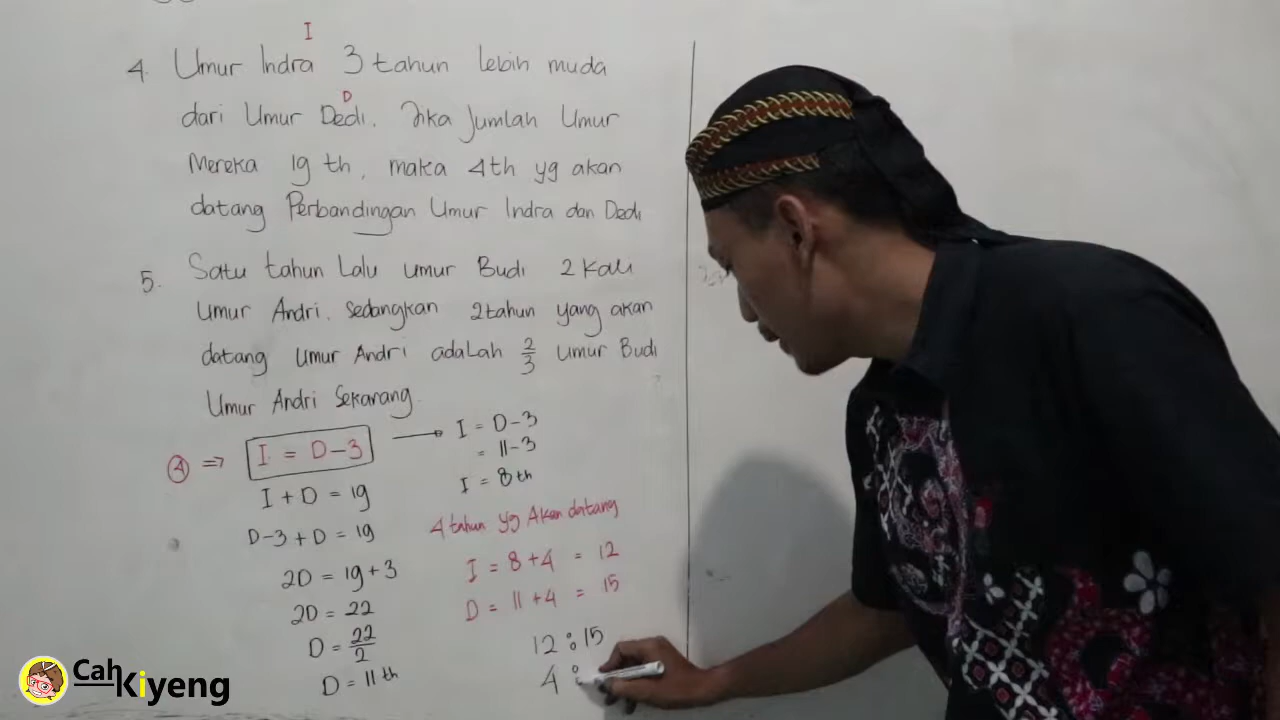 I
4. Umur Indra 3 tahun lebih muda
D
dari Umur Dedi. Jika Jumlah Umur
Mereka 19 th, maka 4th yg akan
datang Perbandingan Umur Indra dan Dedi
5. Satu tahun Lalu umur Budi 2 kali
Umur Andri. sedangkan 2 tahun yang akan
datang umur Andri adalah 2/3 umur Budi
Umur Andri Sekarang.
④ ⇒ I = D-3 → I = D-3
= 11-3
I = 8 th
I + D = 19
D-3 + D = 19
2D = 19+3
2D = 22
D = 22/2
D = 11 th
4 tahun yg Akan datang
I = 8+4 = 12
D = 11+4 = 15
12 : 15
4 :
Cah Kiyeng